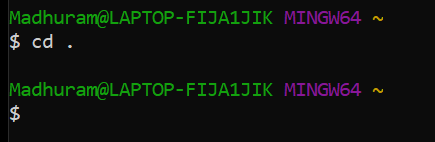 Madhuram@LAPTOP-FIJA1JIK MINGW64 ~
$ cd .
Madhuram@LAPTOP-FIJA1JIK MINGW64 ~
$